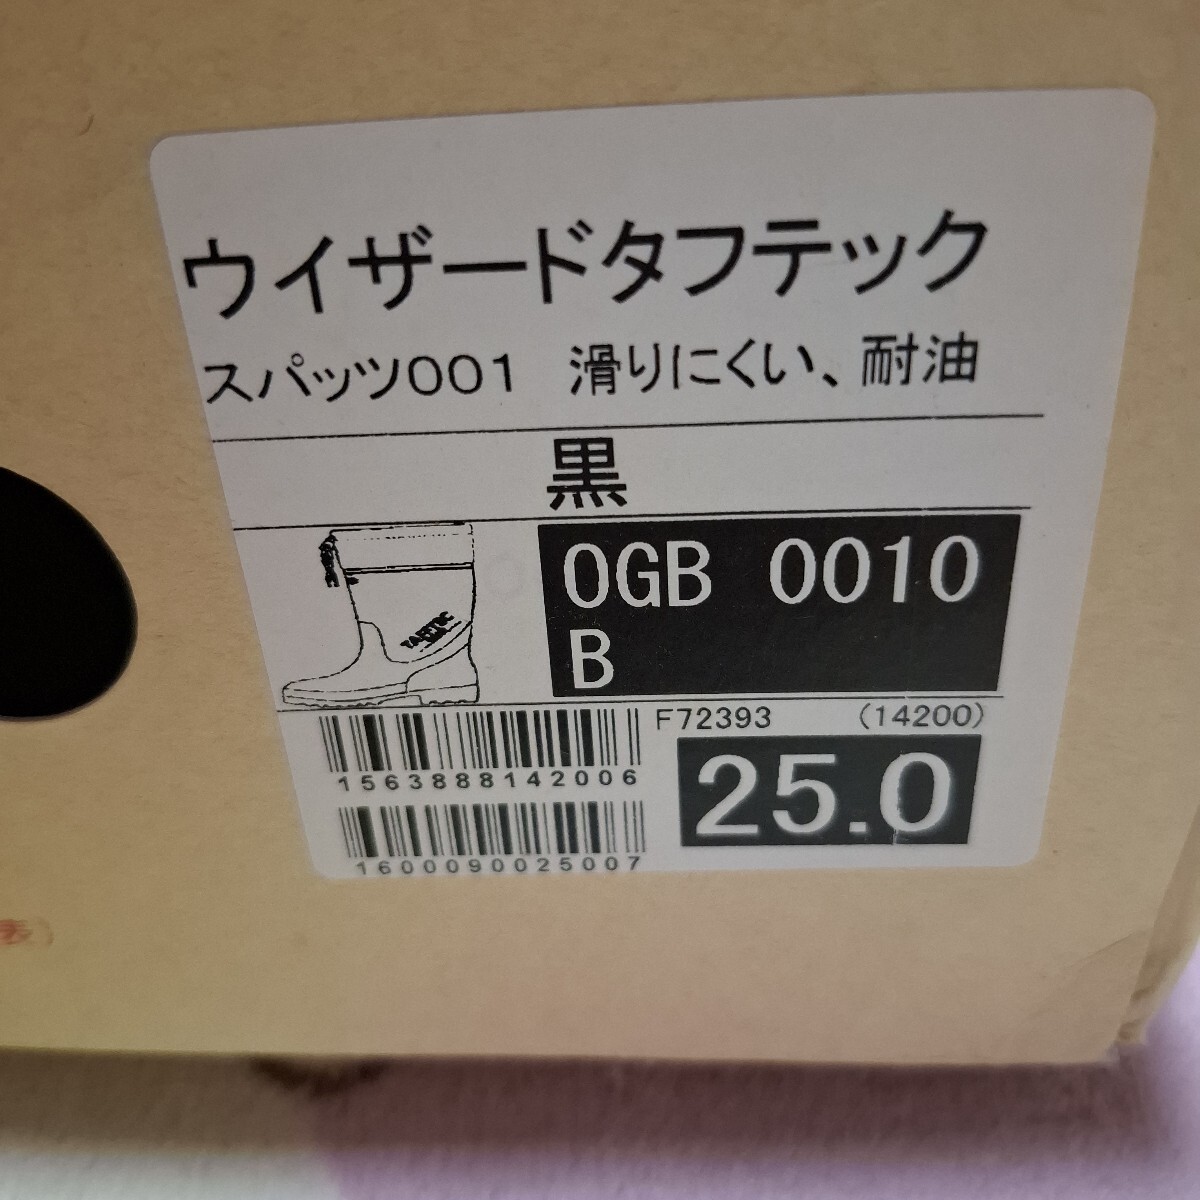 ウイザードタフテック
スパッツ001 滑りにくい、耐油
黒
OGB 0010
B
F72393 (14200)
25.0
1563888142006
1600090025007